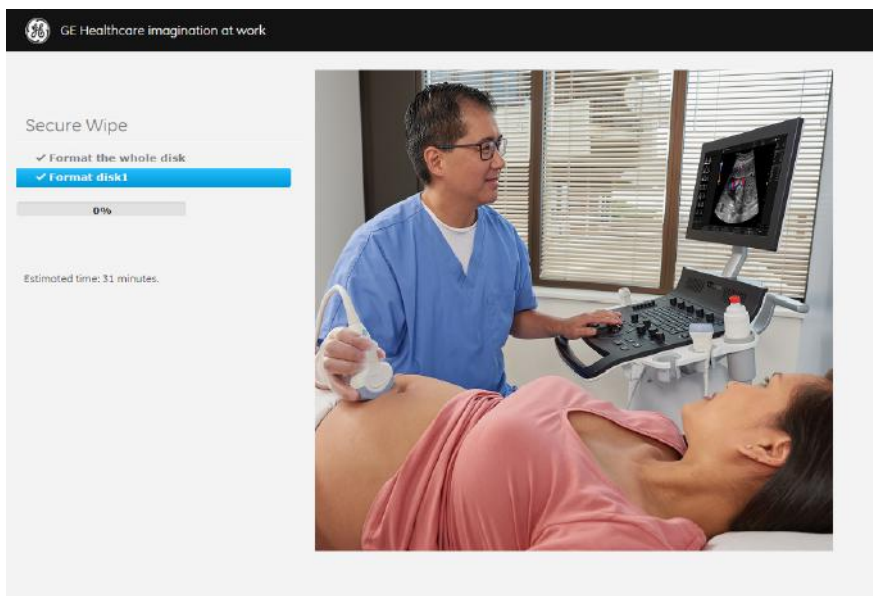 GE Healthcare imagination at work
Secure Wipe
✓ Format the whole disk
✓ Format disk1
0%
Estimated time: 31 minutes.